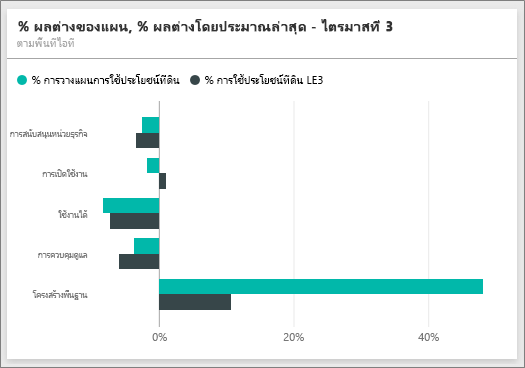 % ผลต่างของแผน, % ผลต่างโดยประมาณล่าสุด - ไตรมาสที่ 3
ตามพื้นที่ไอที
% การวางแผนการใช้ประโยชน์ที่ดิน % การใช้ประโยชน์ที่ดิน LE3
การสนับสนุนหน่วยธุรกิจ
การเปิดใช้งาน
ใช้งานได้
การควบคุมดูแล
โครงสร้างพื้นฐาน
0% 20% 40%